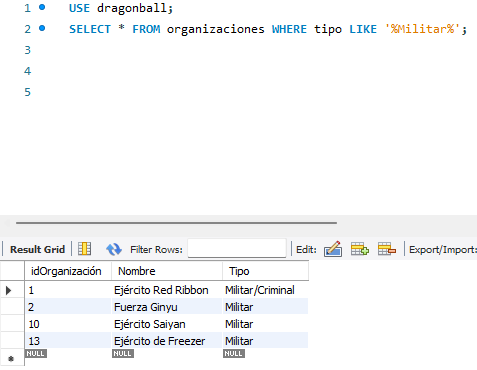 1 USE dragonball;
2 SELECT * FROM organizaciones WHERE tipo LIKE '%Militar%';
3
4
5
Result Grid Filter Rows: Edit: Export/Import:
idOrganización Nombre Tipo
1 Ejército Red Ribbon Militar/Criminal
2 Fuerza Ginyu Militar
10 Ejército Saiyan Militar
13 Ejército de Freezer Militar
NULL NULL NULL